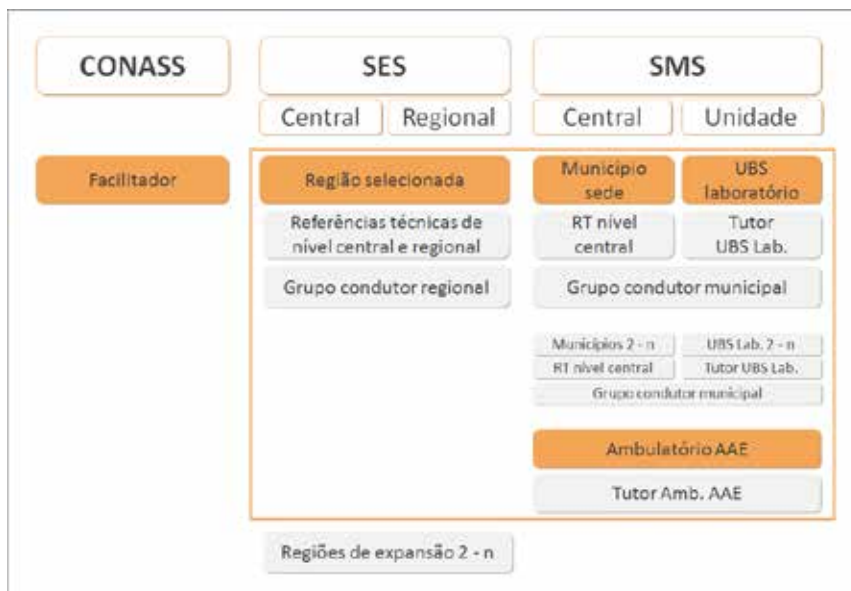 CONASS
SES
SMS
Central
Regional
Central
Unidade
Facilitador
Região selecionada
Município
sede
UBS
laboratório
Referências técnicas de
nível central e regional
RT nível
central
Tutor
UBS Lab.
Grupo condutor regional
Grupo condutor municipal
Municípios 2 - n
UBS Lab. 2 - n
RT nível central
Tutor UBS Lab.
Grupo condutor municipal
Ambulatório AAE
Tutor Amb. AAE
Regiões de expansão 2 - n